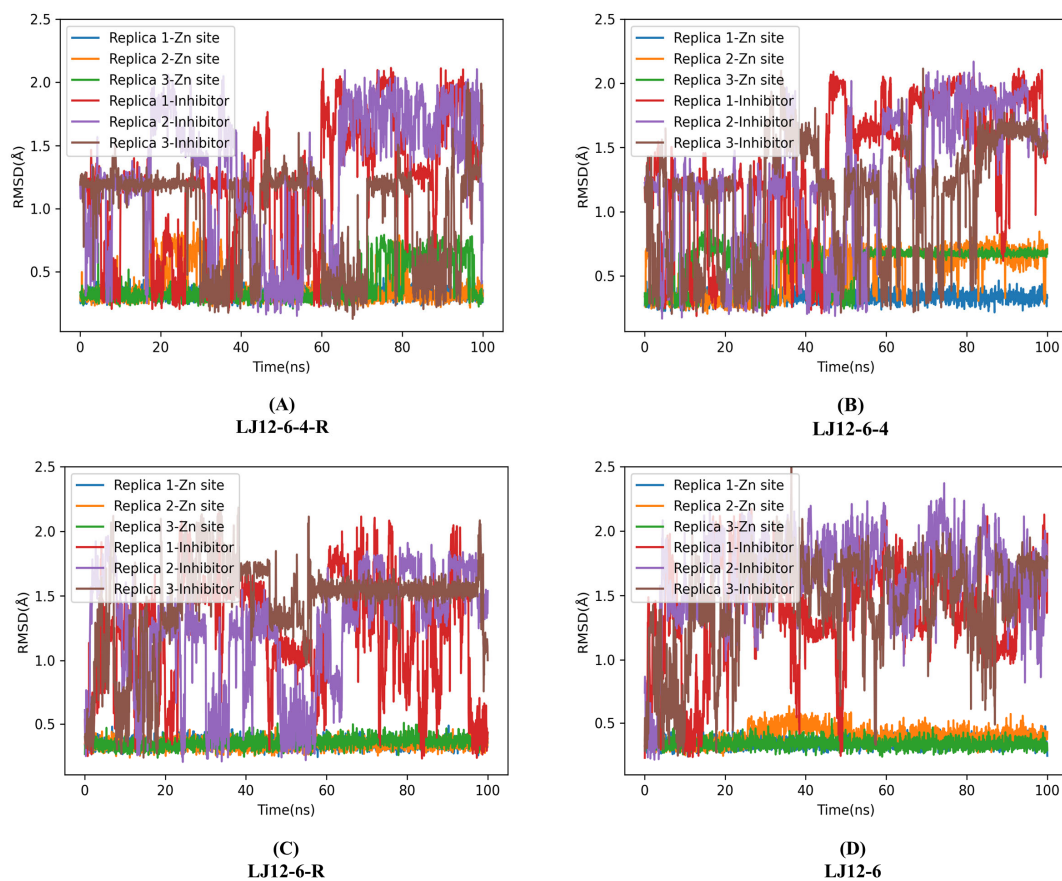 2.5
2.0
1.5
1.0
0.5
RMSD(Å)
Replica 1-Zn site
Replica 2-Zn site
Replica 3-Zn site
Replica 1-Inhibitor
Replica 2-Inhibitor
Replica 3-Inhibitor
0 20 40 60 80 100
Time(ns)
(A)
LJ12-6-4-R
2.5
2.0
1.5
1.0
0.5
RMSD(Å)
Replica 1-Zn site
Replica 2-Zn site
Replica 3-Zn site
Replica 1-Inhibitor
Replica 2-Inhibitor
Replica 3-Inhibitor
0 20 40 60 80 100
Time(ns)
(B)
LJ12-6-4
2.5
2.0
1.5
1.0
0.5
RMSD(Å)
Replica 1-Zn site
Replica 2-Zn site
Replica 3-Zn site
Replica 1-Inhibitor
Replica 2-Inhibitor
Replica 3-Inhibitor
0 20 40 60 80 100
Time(ns)
(C)
LJ12-6-R
2.5
2.0
1.5
1.0
0.5
RMSD(Å)
Replica 1-Zn site
Replica 2-Zn site
Replica 3-Zn site
Replica 1-Inhibitor
Replica 2-Inhibitor
Replica 3-Inhibitor
0 20 40 60 80 100
Time(ns)
(D)
LJ12-6